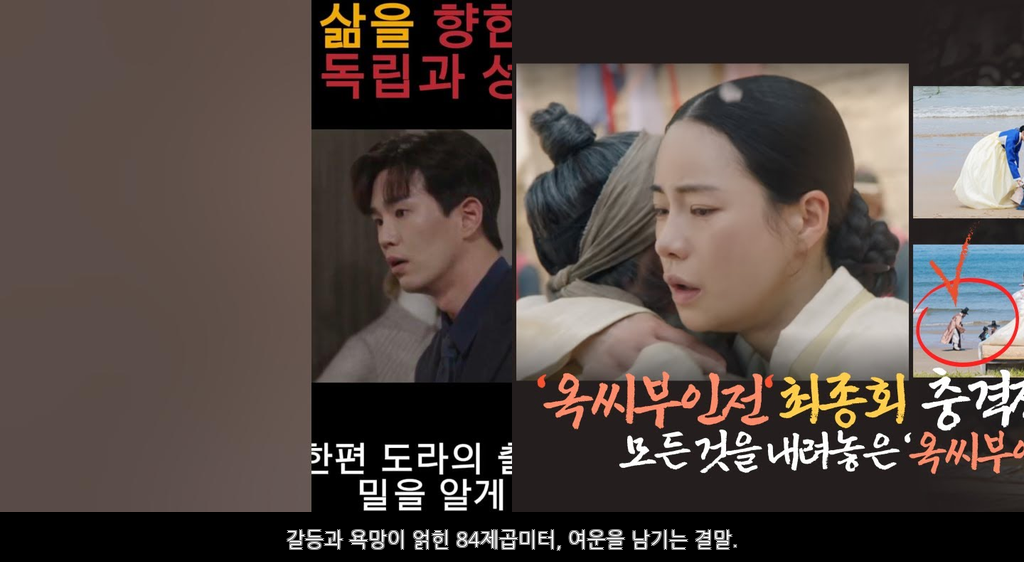 삶을 향한
독립과 성
한편 도라의 출
밀을 알게
'옥씨부인전' 최종회 충격
모든 것을 내려놓은 '옥씨부
갈등과 욕망이 얽힌 84제곱미터, 여운을 남기는 결말.